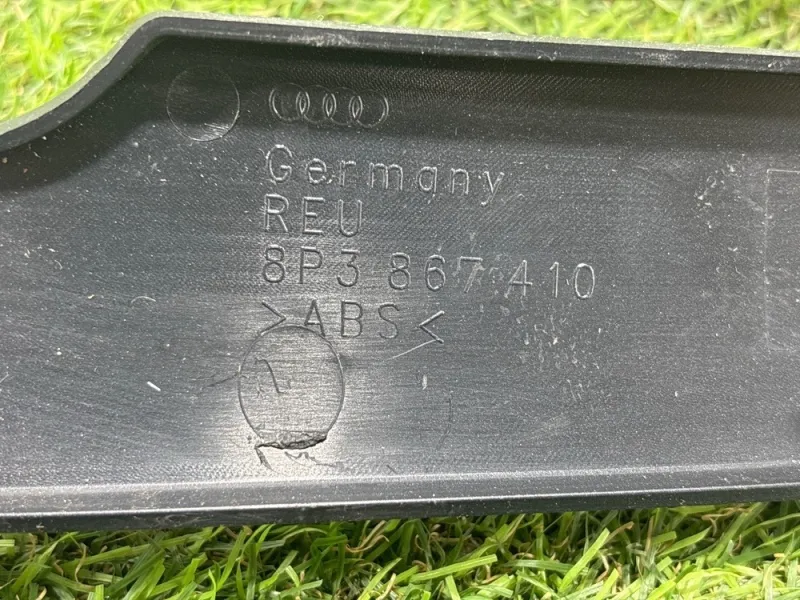 Germany
REU
8P3 867 410
>ABS<